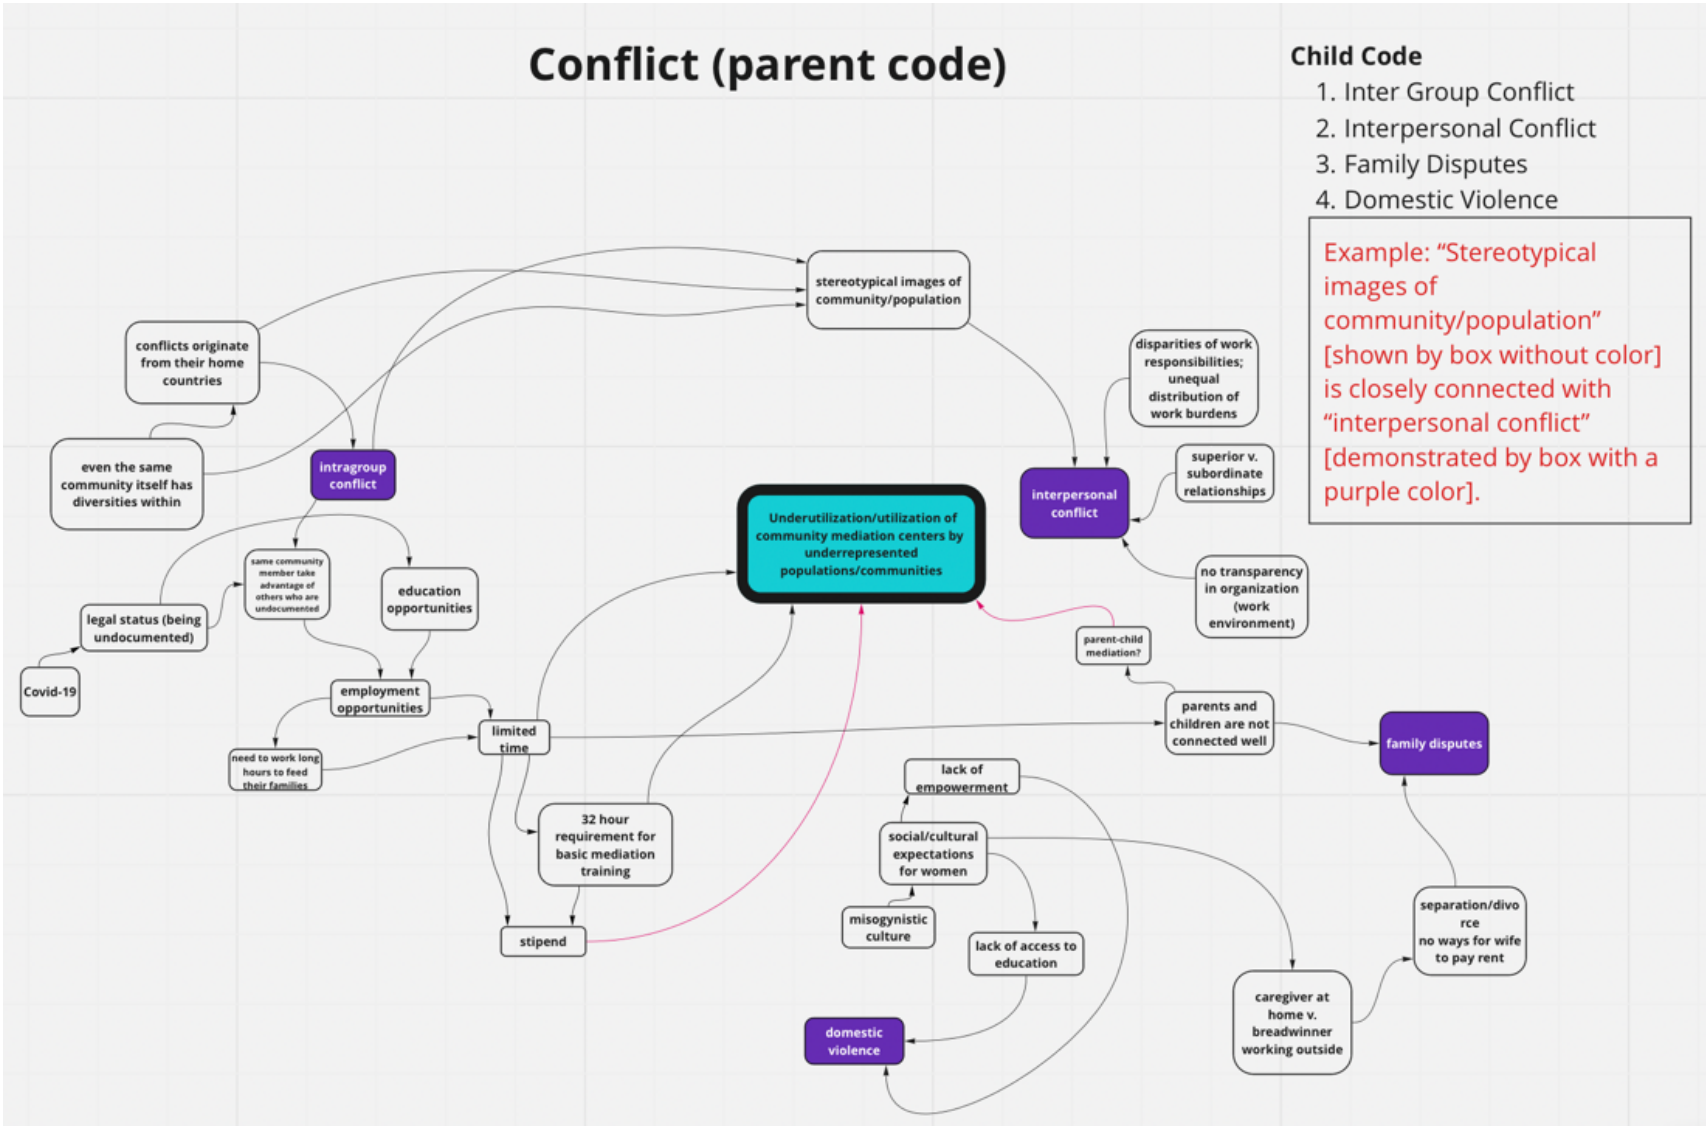 Conflict (parent code)
Child Code
1. Inter Group Conflict
2. Interpersonal Conflict
3. Family Disputes
4. Domestic Violence
Example: “Stereotypical
images of
community/population”
[shown by box without color]
is closely connected with
“interpersonal conflict”
[demonstrated by box with a
purple color].
stereotypical images of
community/population
conflicts originate
from their home
countries
even the same
community itself has
diversities within
intragroup
conflict
disparities of work
responsibilities;
unequal
distribution of
work burdens
superior v.
subordinate
relationships
interpersonal
conflict
no transparency
in organization
(work
environment)
Underutilization/utilization of
community mediation centers by
underrepresented
populations/communities
same community
member take
advantage of
others who are
undocumented
education
opportunities
legal status (being
undocumented)
Covid-19
employment
opportunities
need to work long
hours to feed
their families
limited
time
32 hour
requirement for
basic mediation
training
stipend
parent-child
mediation?
parents and
children are not
connected well
family disputes
lack of
empowerment
social/cultural
expectations
for women
misogynistic
culture
lack of access to
education
domestic
violence
caregiver at
home v.
breadwinner
working outside
separation/divo
rce
no ways for wife
to pay rent